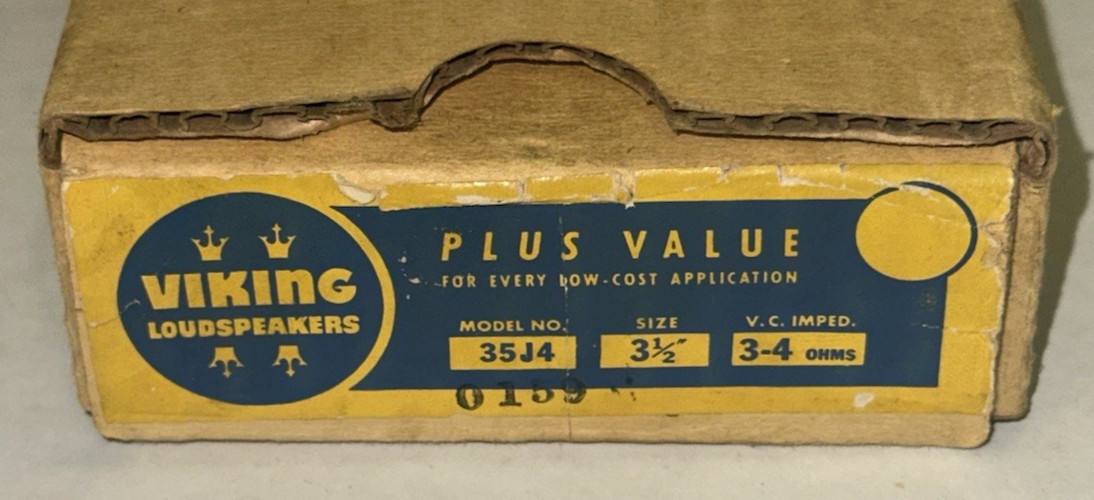 VIKING
LOUDSPEAKERS
PLUS VALUE
FOR EVERY LOW-COST APPLICATION
MODEL NO. SIZE V.C. IMPED.
35J4 3½" 3-4 OHMS
0159